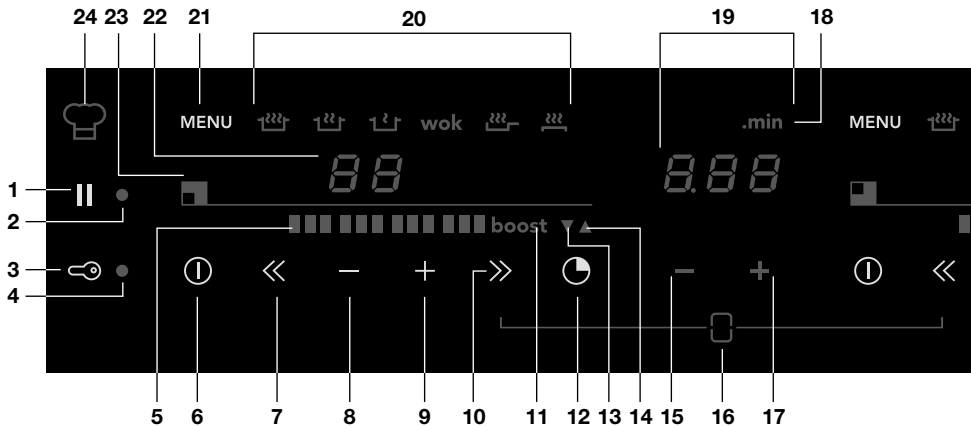 24 23 22 21 20 19 18
MENU wok .min MENU
88 8.88
1
2
boost ▼ ▲
3
4
« − + » − + «
5 6 7 8 9 10 11 12 13 14 15 16 17